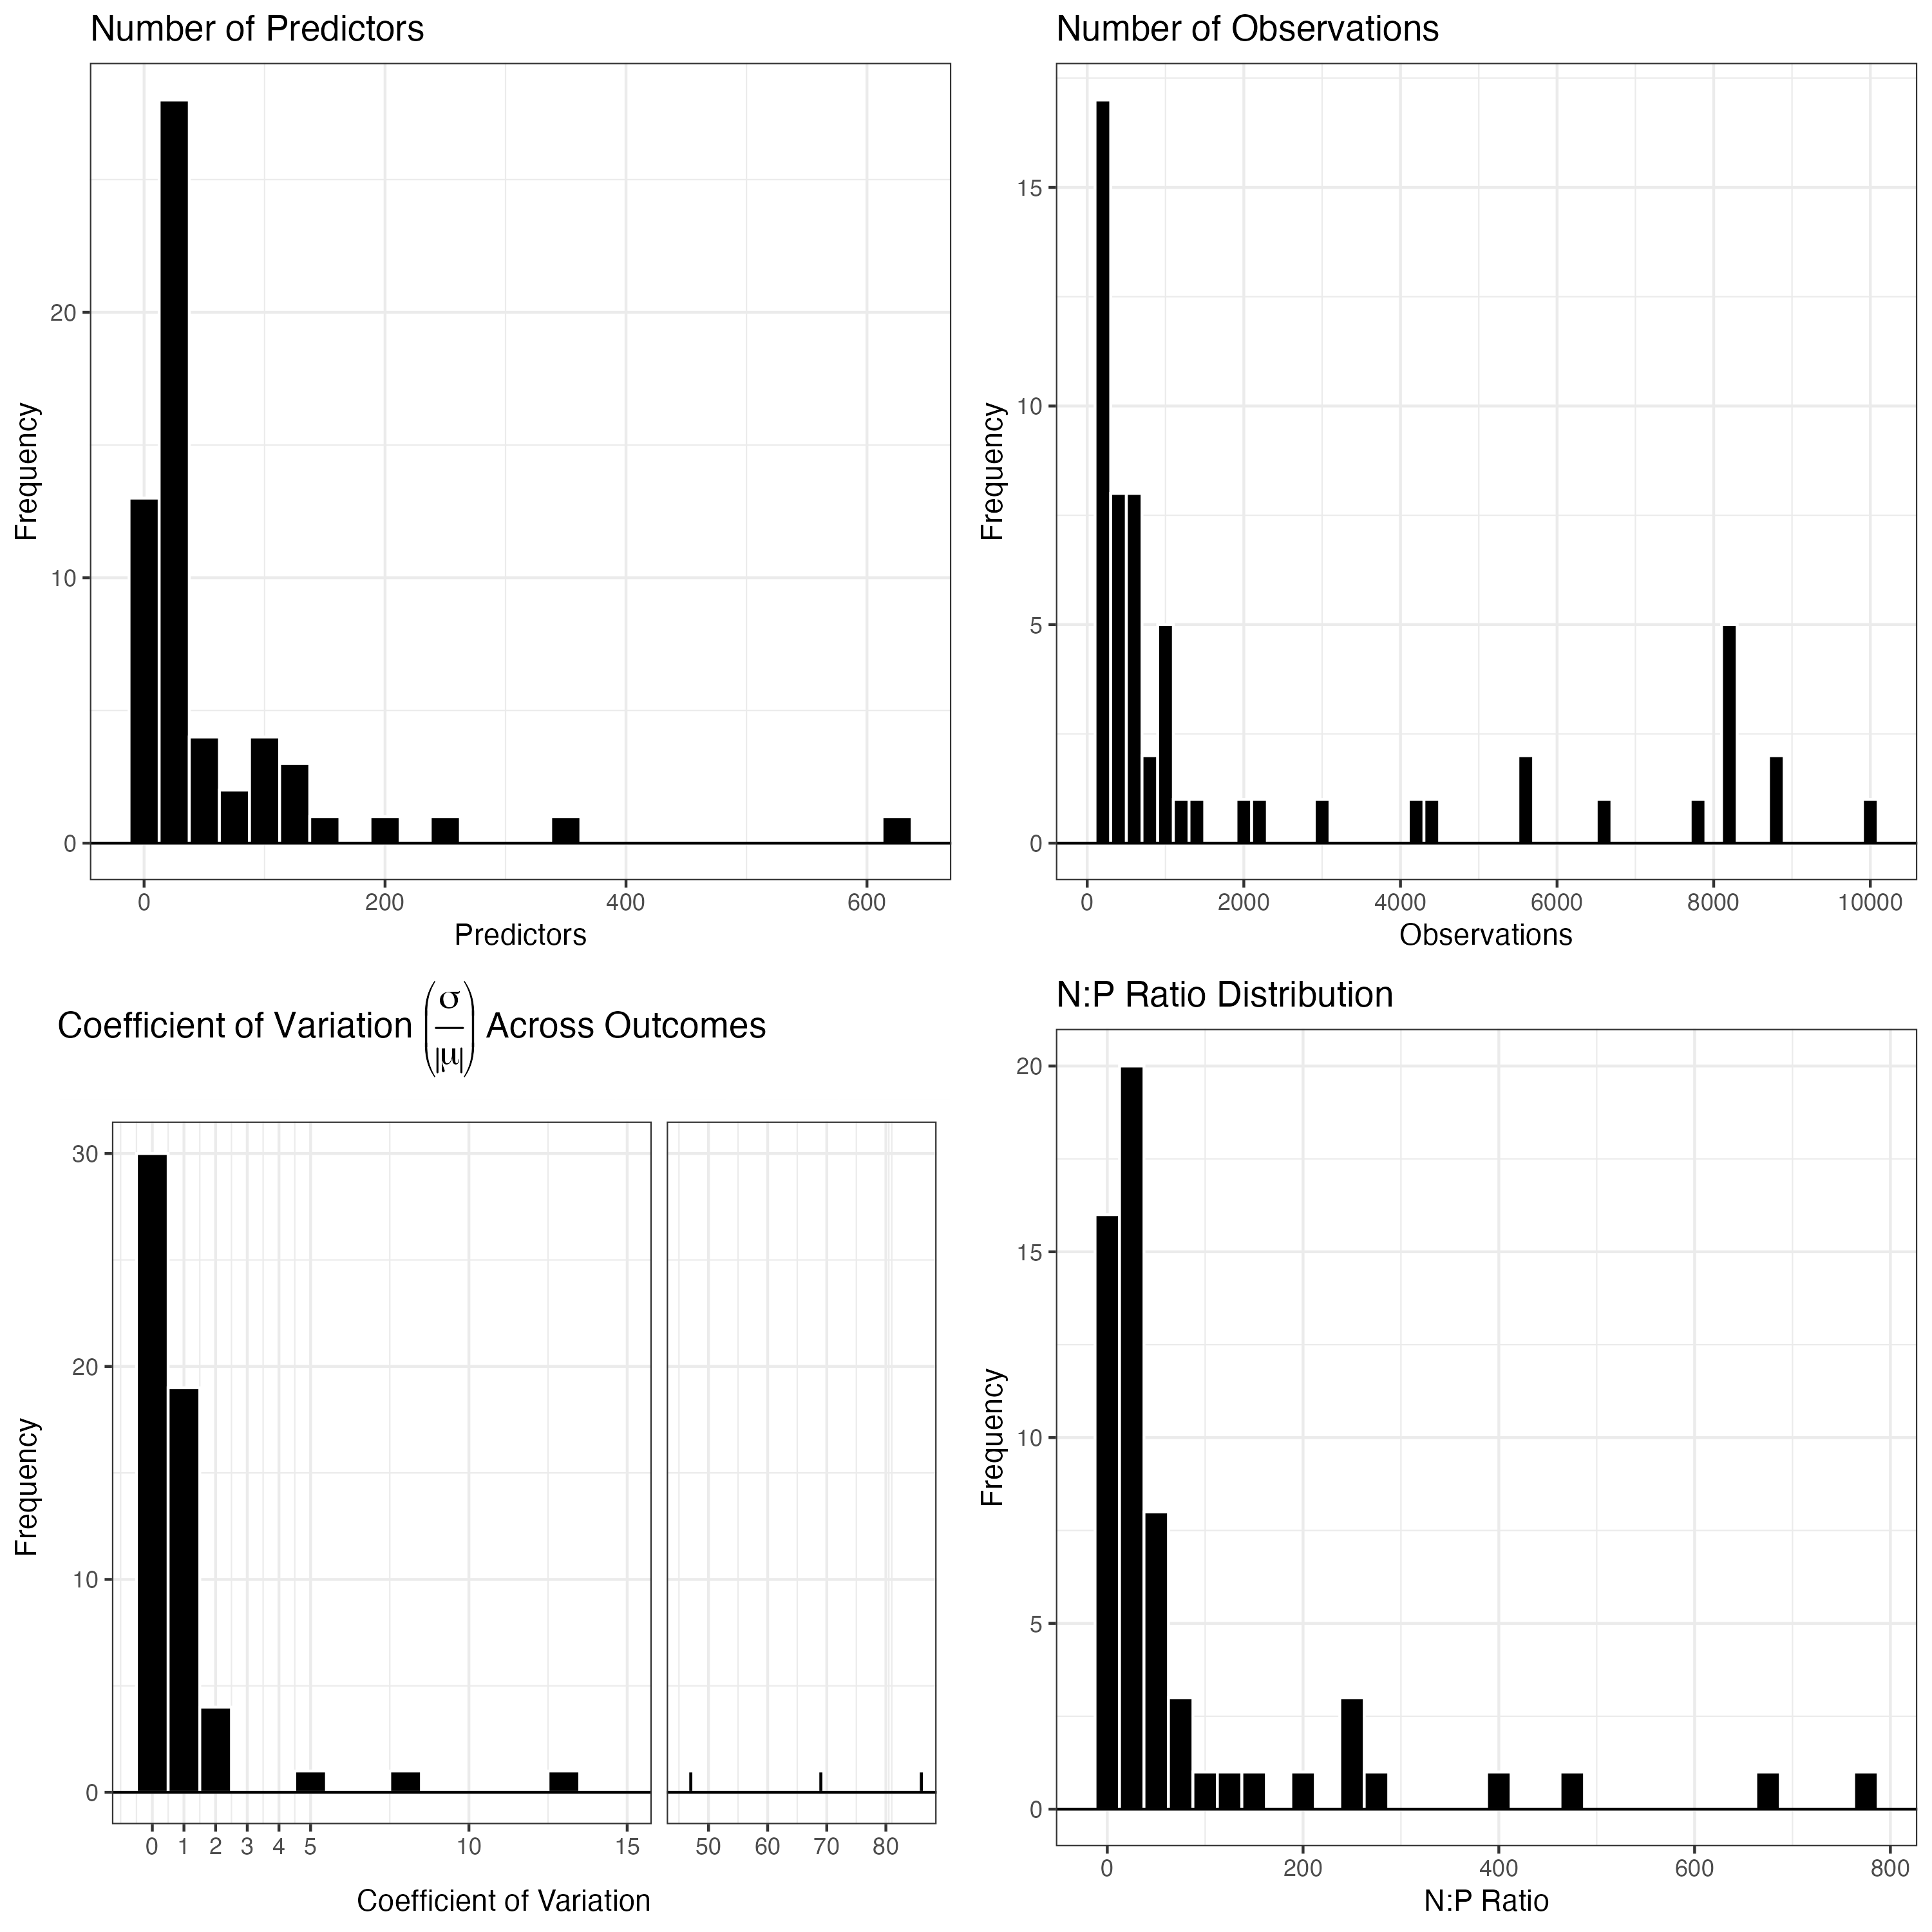 Number of Predictors
Frequency
20
10
0
0 200 400 600
Predictors
Number of Observations
Frequency
15
10
5
0
0 2000 4000 6000 8000 10000
Observations
Coefficient of Variation (σ/|μ|) Across Outcomes
Frequency
30
20
10
0
0 1 2 3 4 5 10 15 50 60 70 80
Coefficient of Variation
N:P Ratio Distribution
Frequency
20
15
10
5
0
0 200 400 600 800
N:P Ratio